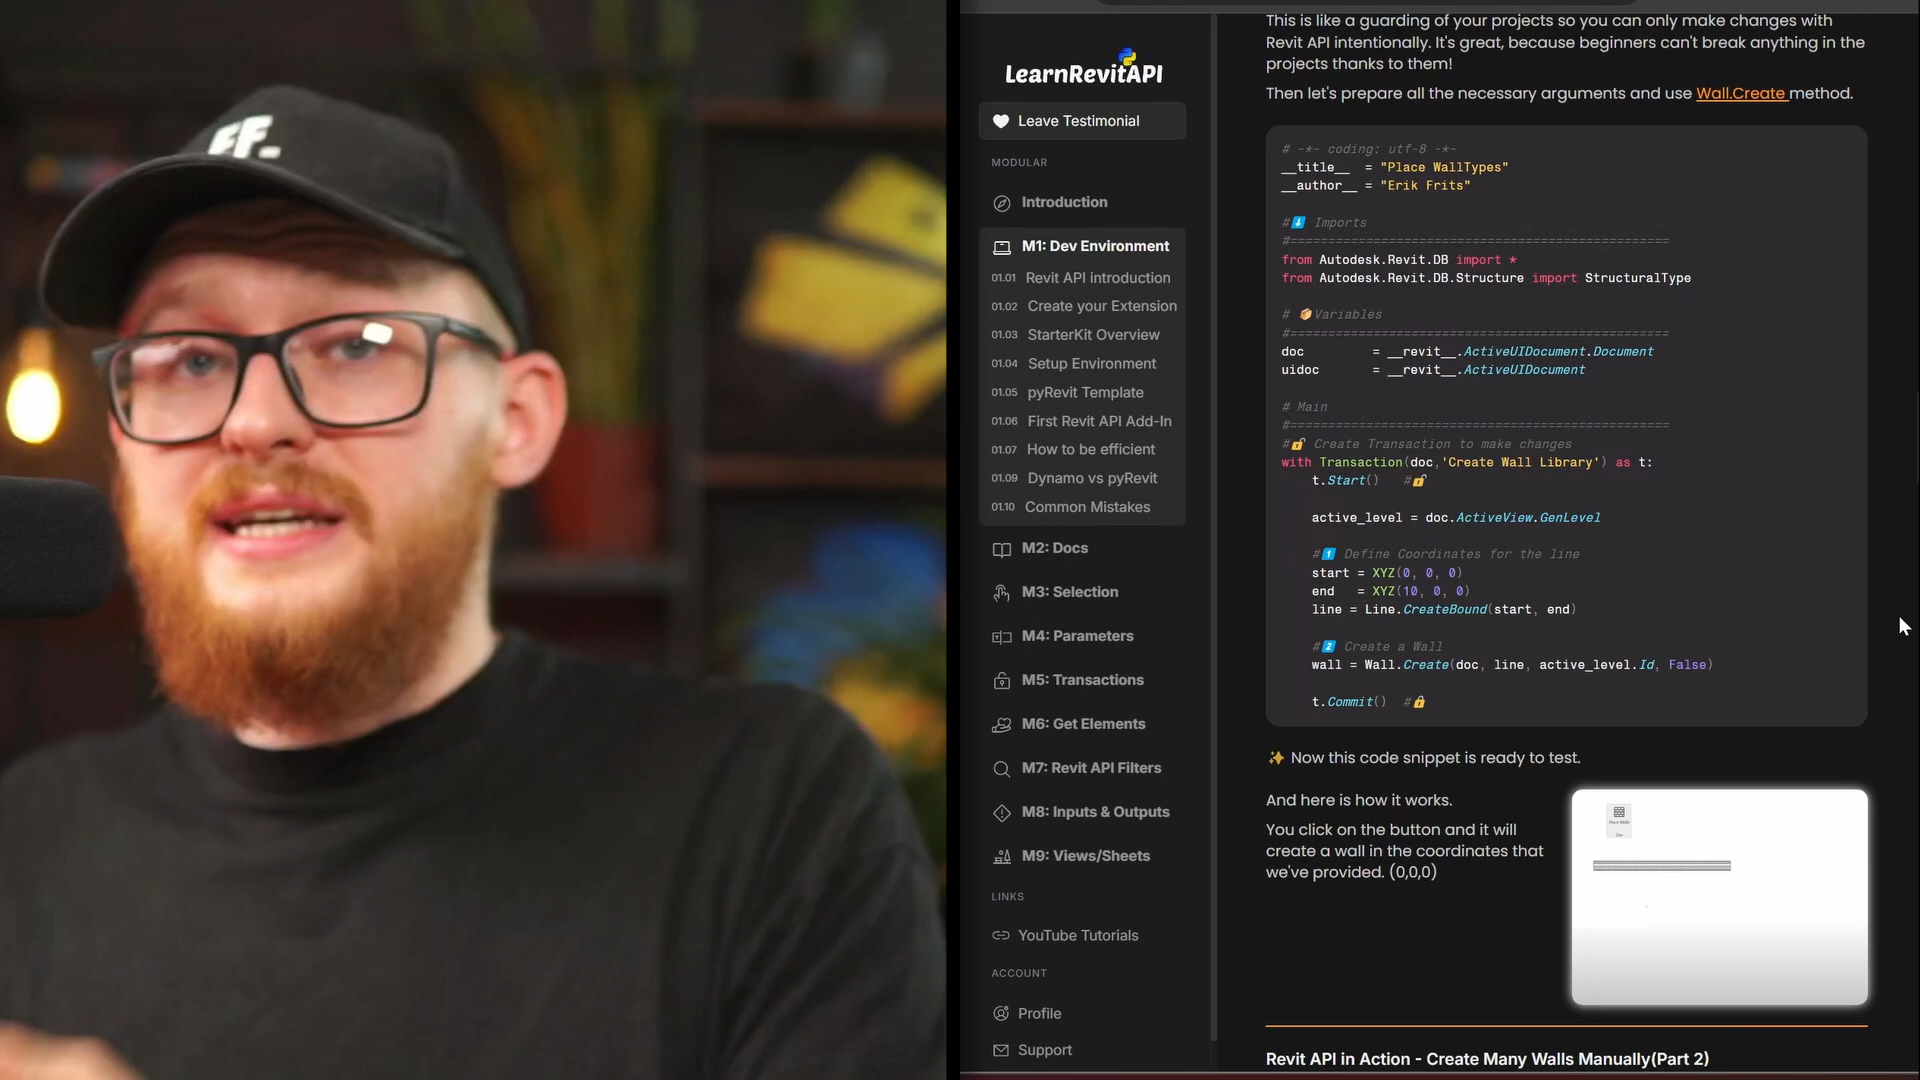 EF.
LearnRevitAPI
Leave Testimonial
MODULAR
Introduction
M1: Dev Environment
01.01 Revit API introduction
01.02 Create your Extension
01.03 StarterKit Overview
01.04 Setup Environment
01.05 pyRevit Template
01.06 First Revit API Add-In
01.07 How to be efficient
01.09 Dynamo vs pyRevit
01.10 Common Mistakes
M2: Docs
M3: Selection
M4: Parameters
M5: Transactions
M6: Get Elements
M7: Revit API Filters
M8: Inputs & Outputs
M9: Views/Sheets
LINKS
YouTube Tutorials
ACCOUNT
Profile
Support
This is like a guarding of your projects so you can only make changes with
Revit API intentionally. It's great, because beginners can't break anything in the
projects thanks to them!
Then let's prepare all the necessary arguments and use Wall.Create method.
# -*- coding: utf-8 -*-
__title__ = "Place WallTypes"
__author__ = "Erik Frits"
#⬇️ Imports
#==================================================
from Autodesk.Revit.DB import *
from Autodesk.Revit.DB.Structure import StructuralType
# 📦Variables
#==================================================
doc = __revit__.ActiveUIDocument.Document
uidoc = __revit__.ActiveUIDocument
# Main
#==================================================
#🔓 Create Transaction to make changes
with Transaction(doc,'Create Wall Library') as t:
t.Start() #🔓
active_level = doc.ActiveView.GenLevel
#1️⃣ Define Coordinates for the line
start = XYZ(0, 0, 0)
end = XYZ(10, 0, 0)
line = Line.CreateBound(start, end)
#2️⃣ Create a Wall
wall = Wall.Create(doc, line, active_level.Id, False)
t.Commit() #🔒
✨ Now this code snippet is ready to test.
And here is how it works.
You click on the button and it will
create a wall in the coordinates that
we've provided. (0,0,0)
Revit API in Action - Create Many Walls Manually(Part 2)